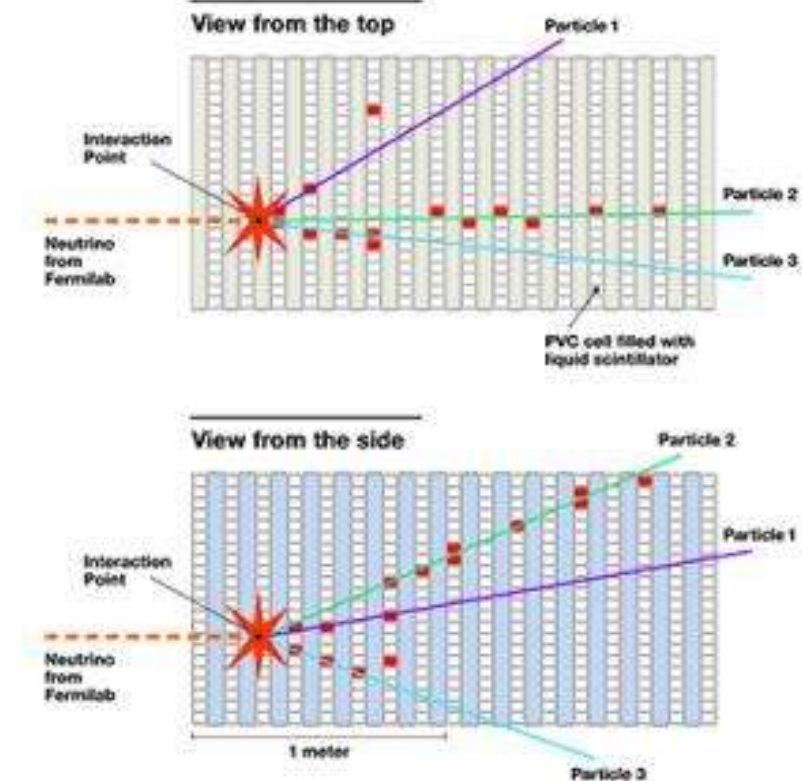 View from the top
Particle 1
Interaction
Point
Particle 2
Neutrino
from
Fermilab
Particle 3
PVC cell filled with
liquid scintillator
View from the side
Particle 2
Particle 1
Interaction
Point
Neutrino
from
Fermilab
1 meter
Particle 3